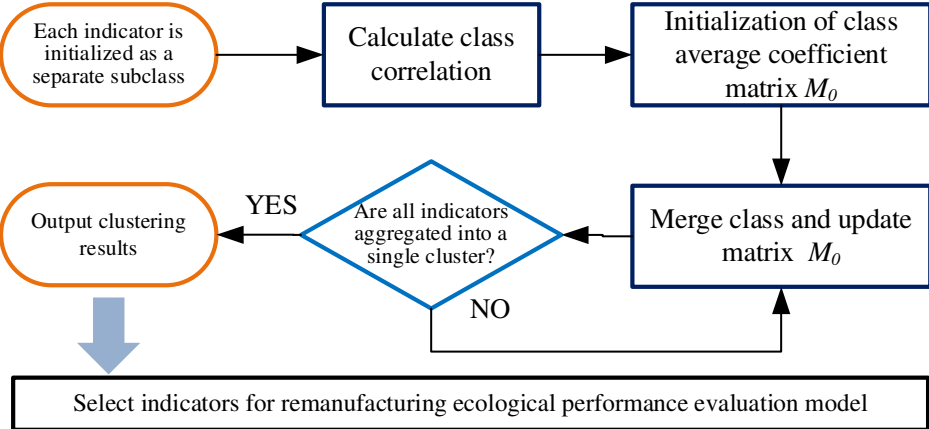 Each indicator is
initialized as a
separate subclass
Calculate class
correlation
Initialization of class
average coefficient
matrix M0
Merge class and update
matrix M0
Are all indicators
aggregated into a
single cluster?
YES
NO
Output clustering
results
Select indicators for remanufacturing ecological performance evaluation model